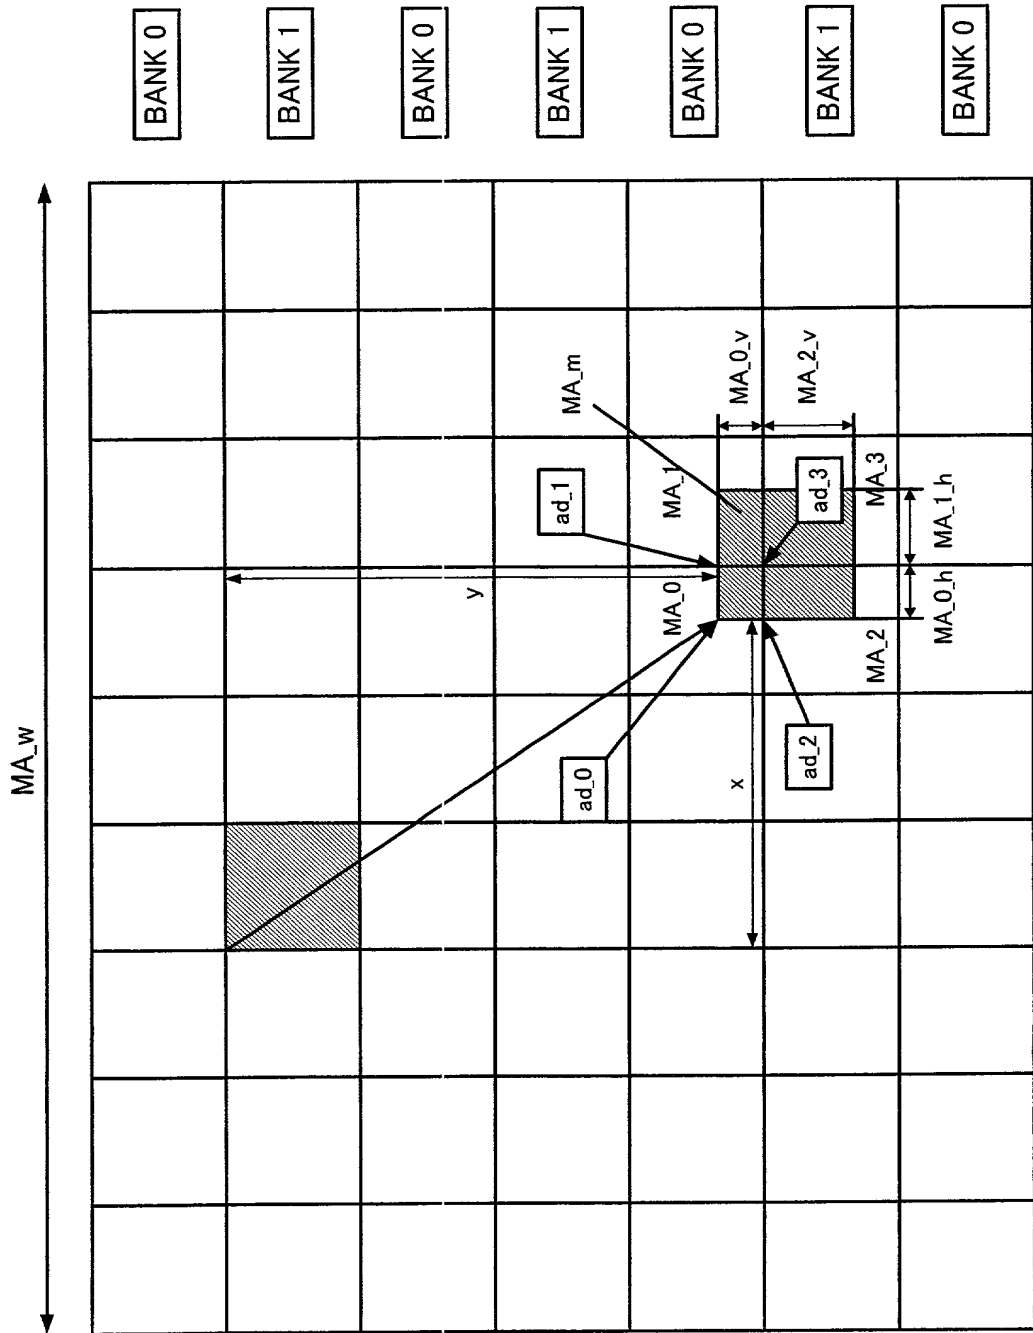 MA_w
BANK 0
BANK 1
BANK 0
y
BANK 1
ad_1
ad_0
MA_m
MA_0
MA_1
BANK 0
x
MA_0_v
ad_2
ad_3
MA_2_v
BANK 1
MA_2
MA_3
MA_0_h
MA_1_h
BANK 0